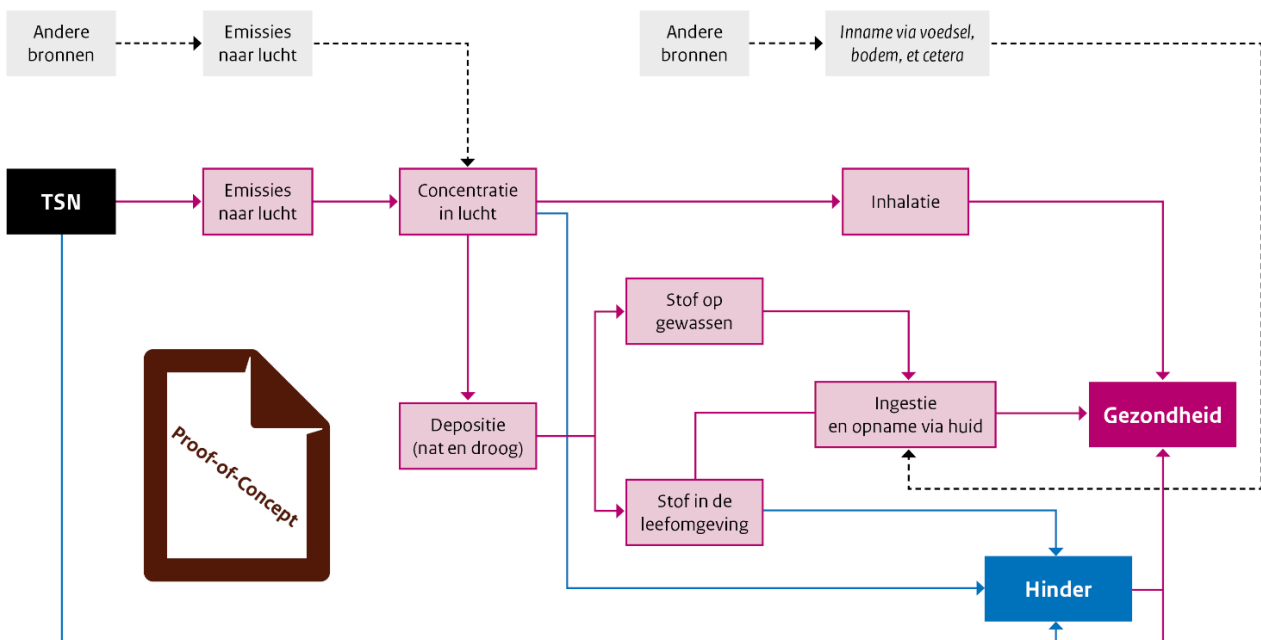 Andere
bronnen
Emissies
naar lucht
Andere
bronnen
Inname via voedsel,
bodem, et cetera
TSN
Emissies
naar lucht
Concentratie
in lucht
Inhalatie
Stof op
gewassen
Proof-of-Concept
Depositie
(nat en droog)
Ingestie
en opname via huid
Gezondheid
Stof in de
leefomgeving
Hinder